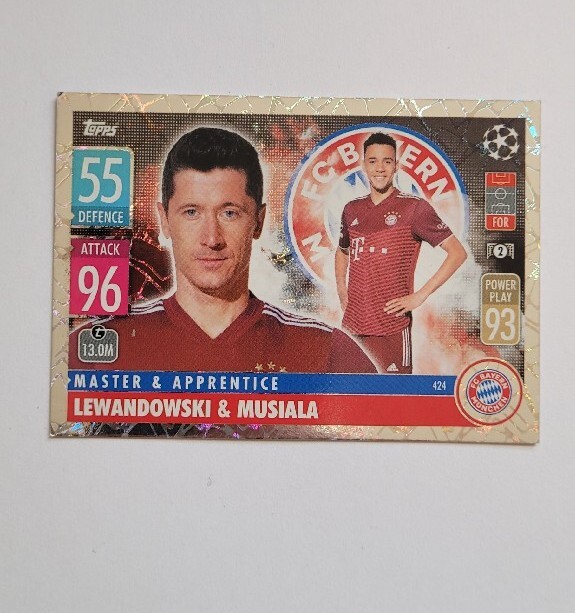 topps
55
DEFENCE
ATTACK
96
13.0M
FC BAYERN
M
T
FOR
2
POWER
PLAY
93
MASTER & APPRENTICE
424
LEWANDOWSKI & MUSIALA
FC BAYERN
MÜNCHEN